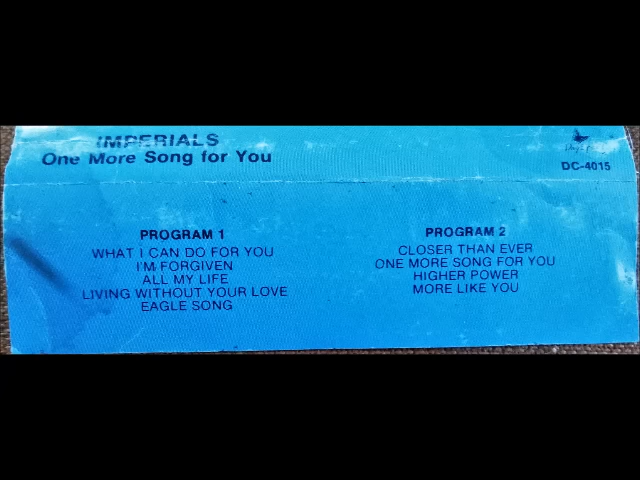 IMPERIALS
One More Song for You
DC-4015
PROGRAM 1
WHAT I CAN DO FOR YOU
I'M FORGIVEN
ALL MY LIFE
LIVING WITHOUT YOUR LOVE
EAGLE SONG
PROGRAM 2
CLOSER THAN EVER
ONE MORE SONG FOR YOU
HIGHER POWER
MORE LIKE YOU